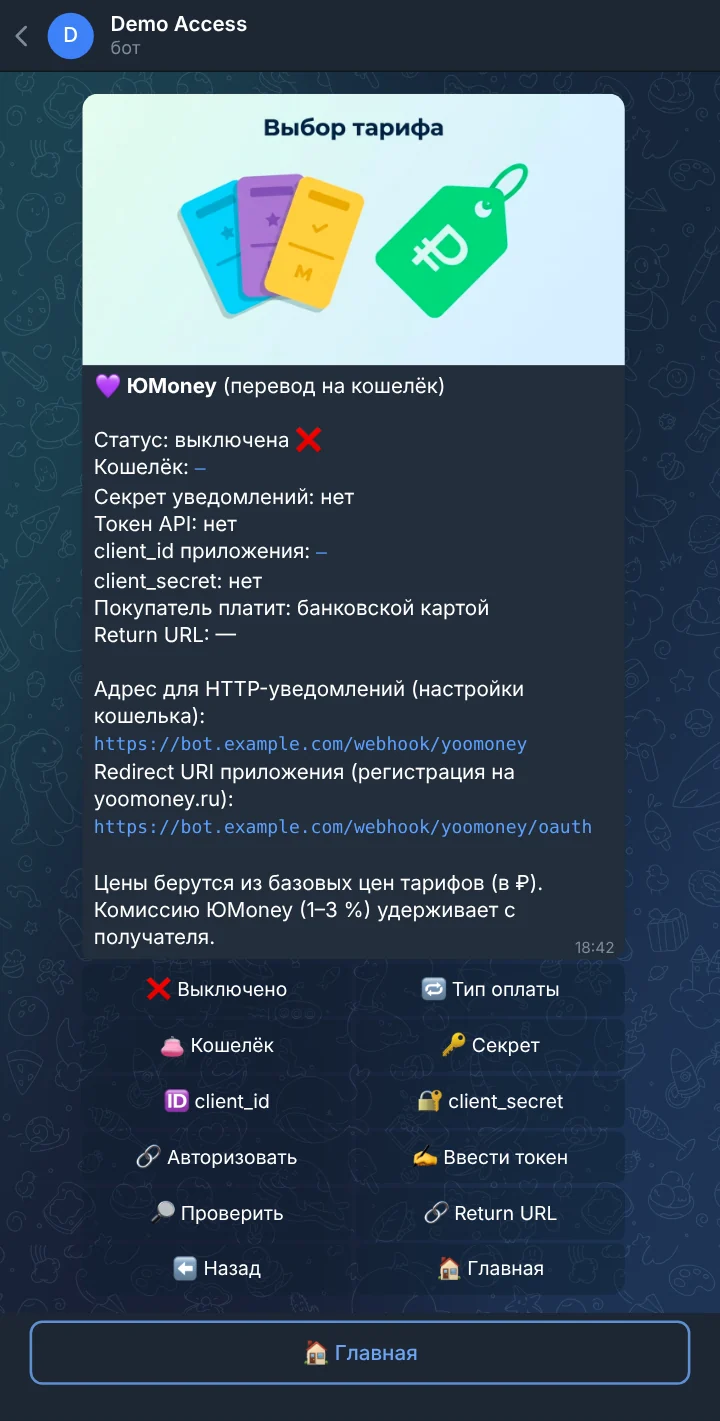 D
Demo Access
бот
Выбор тарифа
M
💜 ЮMoney (перевод на кошелёк)
Статус: выключена ❌
Кошелёк: –
Секрет уведомлений: нет
Токен API: нет
client_id приложения: –
client_secret: нет
Покупатель платит: банковской картой
Return URL: —
Адрес для HTTP-уведомлений (настройки
кошелька):
https://bot.example.com/webhook/yoomoney
Redirect URI приложения (регистрация на
yoomoney.ru):
https://bot.example.com/webhook/yoomoney/oauth
Цены берутся из базовых цен тарифов (в ₽).
Комиссию ЮMoney (1–3 %) удерживает с
получателя.
18:42
❌ Выключено
🔁 Тип оплаты
👛 Кошелёк
🔑 Секрет
🆔 client_id
🔐 client_secret
🔗 Авторизовать
✍️ Ввести токен
🔎 Проверить
🔗 Return URL
⬅️ Назад
🏠 Главная
🏠 Главная